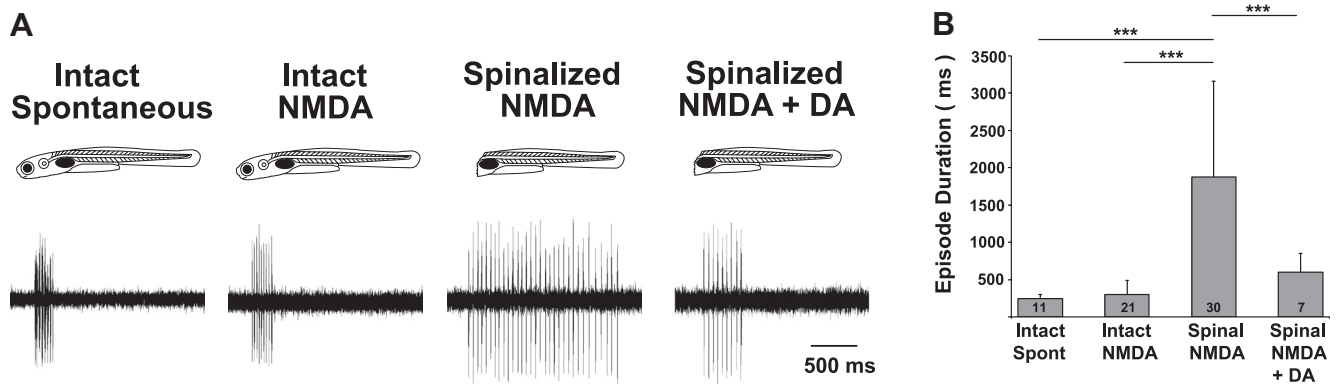 A
Intact
Spontaneous
Intact
NMDA
Spinalized
NMDA
Spinalized
NMDA + DA
500 ms
B
***
***
***
Episode Duration ( ms )
3500
3000
2500
2000
1500
1000
500
11
21
30
7
Intact
Spont
Intact
NMDA
Spinal
NMDA
Spinal
NMDA
+ DA